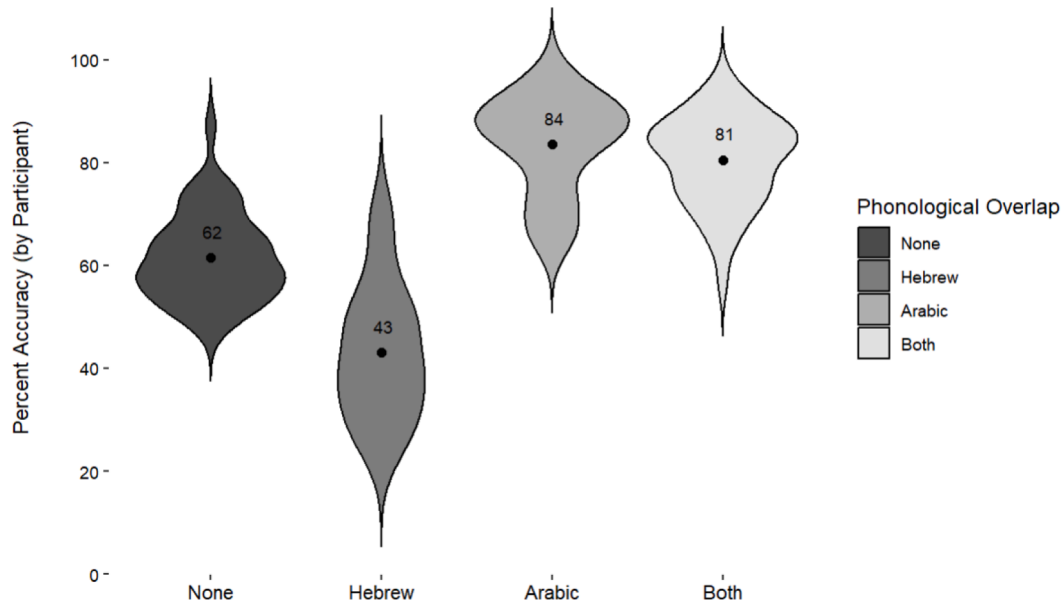 Percent Accuracy (by Participant)
100
80
60
40
20
0
62
43
84
81
None
Hebrew
Arabic
Both
Phonological Overlap
None
Hebrew
Arabic
Both